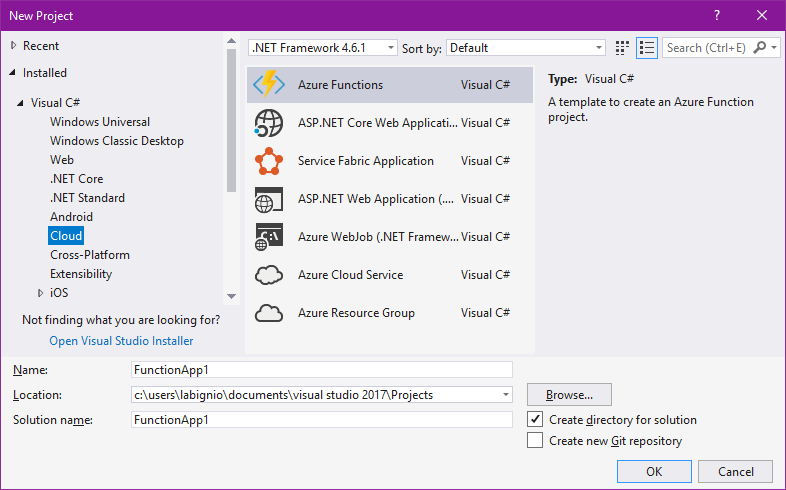 New Project
Recent
Installed
Visual C#
Windows Universal
Windows Classic Desktop
Web
.NET Core
.NET Standard
Android
Cloud
Cross-Platform
Extensibility
iOS
Not finding what you are looking for?
Open Visual Studio Installer
.NET Framework 4.6.1 Sort by: Default
Search (Ctrl+E)
Azure Functions Visual C#
ASP.NET Core Web Applicati... Visual C#
Service Fabric Application Visual C#
ASP.NET Web Application (.... Visual C#
Azure WebJob (.NET Framew... Visual C#
Azure Cloud Service Visual C#
Azure Resource Group Visual C#
Type: Visual C#
A template to create an Azure Function
project.
Name: FunctionApp1
Location: c:\users\labignio\documents\visual studio 2017\Projects Browse...
Solution name: FunctionApp1
Create directory for solution
Create new Git repository
OK Cancel